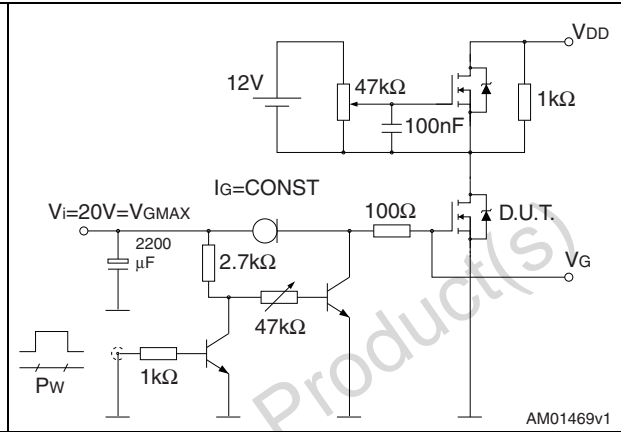 VDD
12V
47kΩ
1kΩ
100nF
IG=CONST
Vi=20V=VGMAX
100Ω
D.U.T.
2200
μF
2.7kΩ
VG
47kΩ
1kΩ
PW
Product(s)
AM01469v1